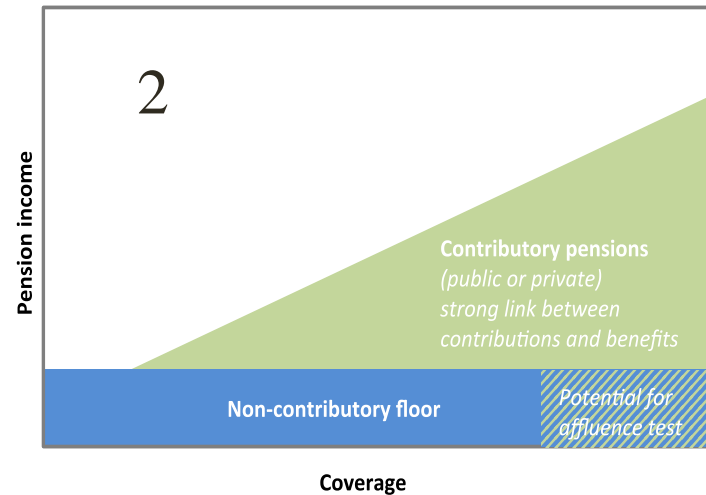 2
Pension income
Contributory pensions
(public or private)
strong link between
contributions and benefits
Non-contributory floor
Potential for
affluence test
Coverage